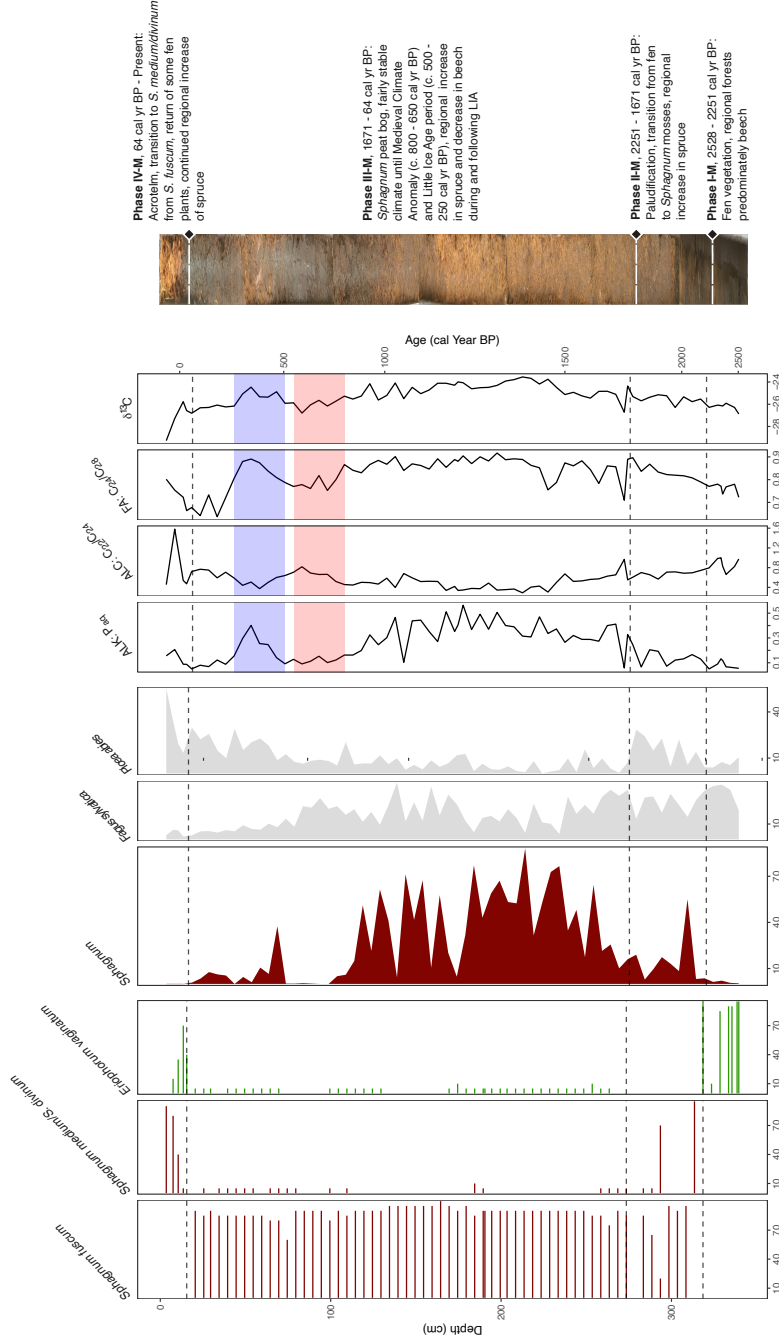 Phase IV-M, 64 cal yr BP - Present:
Acrotelm, transition to S. medium/divinum
from S. fuscum, return of some fen
plants, continued regional increase
of spruce
Phase III-M, 1671 - 64 cal yr BP:
Sphagnum peat bog, fairly stable
climate until Medieval Climate
Anomaly (c. 800 - 650 cal yr BP)
and Little Ice Age period (c. 500 -
250 cal yr BP), regional increase
in spruce and decrease in beech
during and following LIA
Phase II-M, 2251 - 1671 cal yr BP:
Paludification, transition from fen
to Sphagnum mosses, regional
increase in spruce
Phase I-M, 2528 - 2251 cal yr BP:
Fen vegetation, regional forests
predominately beech
Age (cal Year BP)
0
500
1000
1500
2000
2500
δ13C
-28
-26
-24
FA: C24/C28
0.7
0.8
0.9
0.6
ALC: C22/C24
0.4
0.8
1.2
1.6
ALK: Paq
0.1
0.3
0.5
Picea abies
10
40
Fagus sylvatica
10
Sphagnum
10
40
70
Eriophorum vaginatum
10
40
70
Sphagnum medium/S. divinum
10
40
70
Sphagnum fuscum
10
40
70
0
100
200
300
Depth (cm)